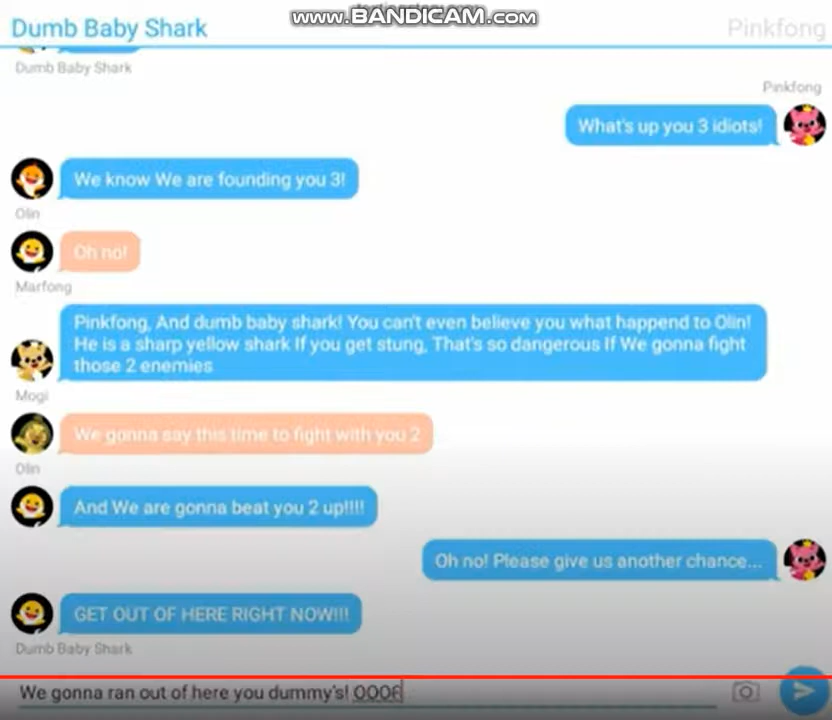 www.BANDICAM.com
Dumb Baby Shark
Pinkfong
Dumb Baby Shark
Pinkfong
What's up you 3 idiots!
We know We are founding you 3!
Olin
Oh no!
Marfong
Pinkfong, And dumb baby shark! You can't even believe you what happend to Olin!
He is a sharp yellow shark If you get stung, That's so dangerous If We gonna fight
those 2 enemies
Mogi
We gonna say this time to fight with you 2
Olin
And We are gonna beat you 2 up!!!!
Oh no! Please give us another chance...
GET OUT OF HERE RIGHT NOW!!!
Dumb Baby Shark
We gonna ran out of here you dummy's!